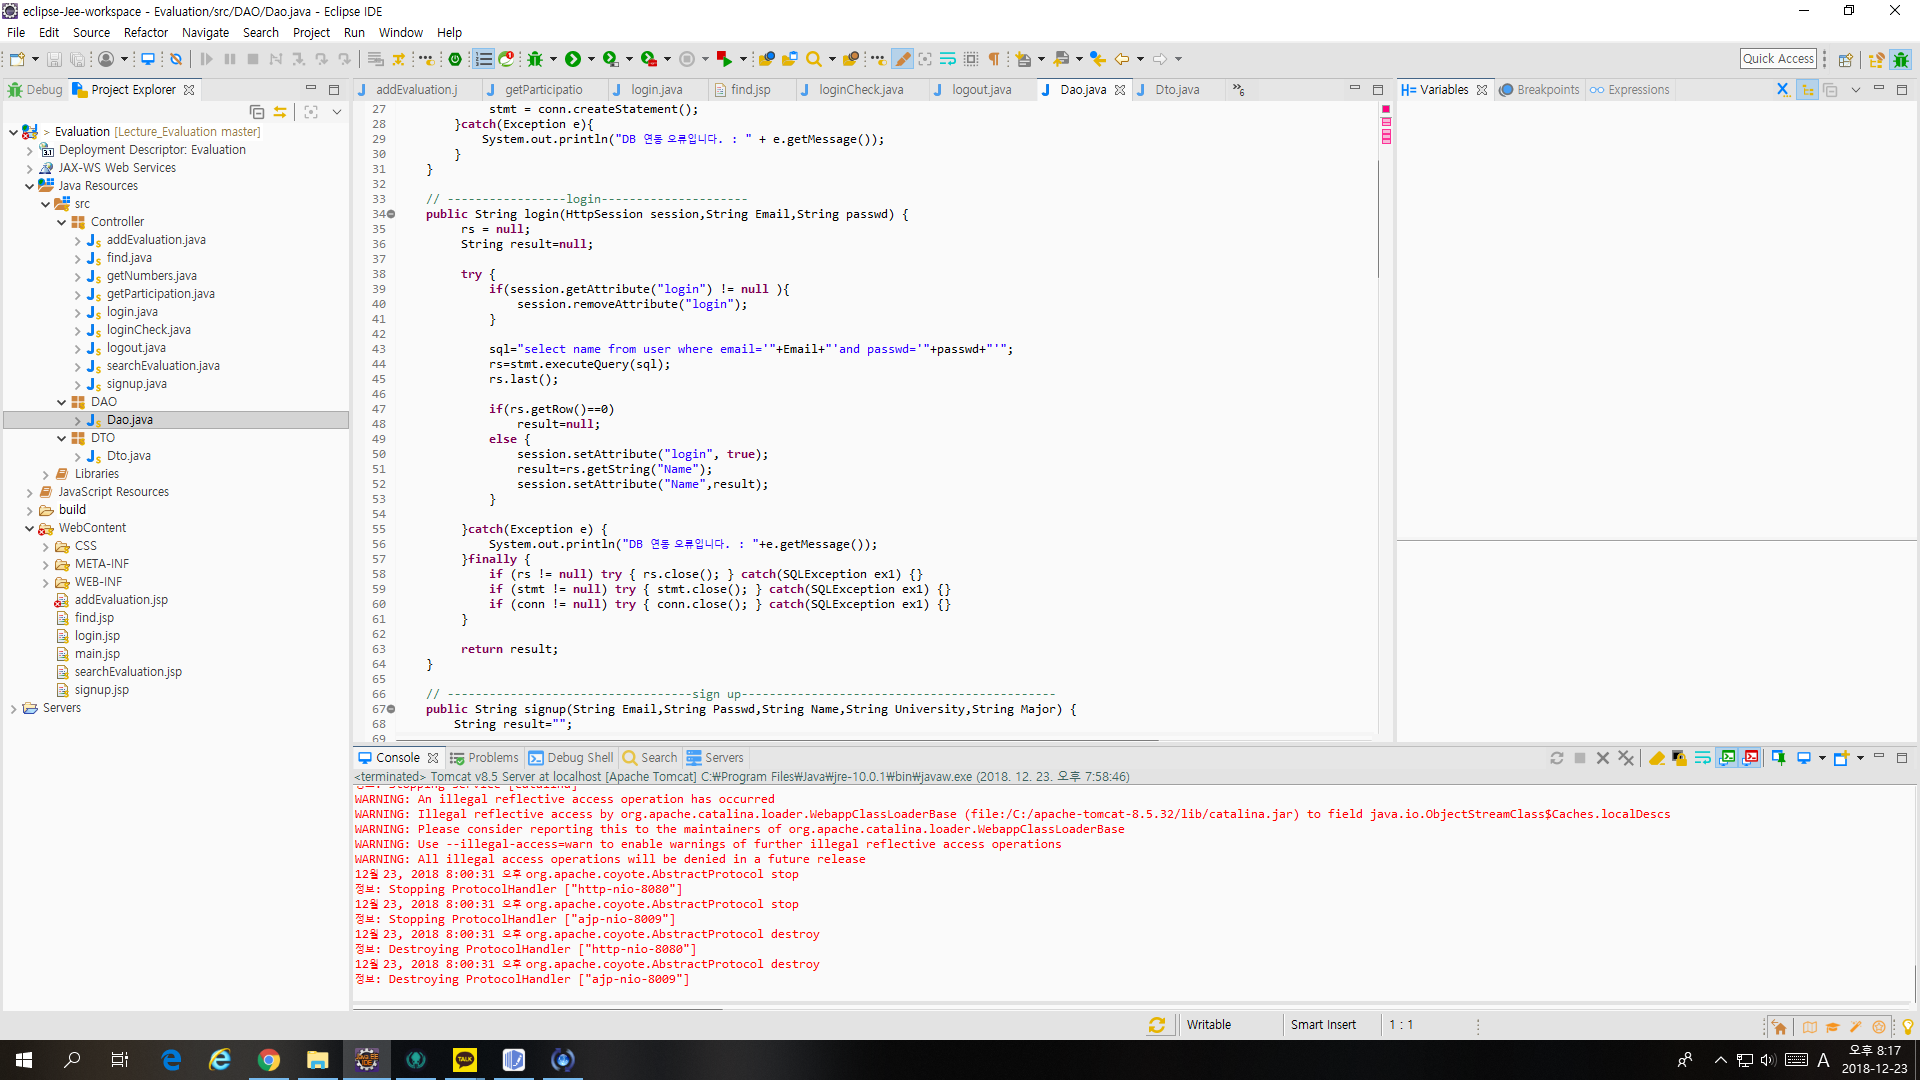 eclipse-Jee-workspace - Evaluation/src/DAO/Dao.java - Eclipse IDE
File Edit Source Refactor Navigate Search Project Run Window Help
Quick Access
Debug Project Explorer
addEvaluation.j getParticipatio login.java find.jsp loginCheck.java logout.java Dao.java Dto.java »6
Variables Breakpoints Expressions
> Evaluation [Lecture_Evaluation master]
Deployment Descriptor: Evaluation
JAX-WS Web Services
Java Resources
src
Controller
addEvaluation.java
find.java
getNumbers.java
getParticipation.java
login.java
loginCheck.java
logout.java
searchEvaluation.java
signup.java
DAO
Dao.java
DTO
Dto.java
Libraries
JavaScript Resources
build
WebContent
CSS
META-INF
WEB-INF
addEvaluation.jsp
find.jsp
login.jsp
main.jsp
searchEvaluation.jsp
signup.jsp
Servers
27 stmt = conn.createStatement();
28 }catch(Exception e){
29 System.out.println("DB 연동 오류입니다. : " + e.getMessage());
30 }
31 }
32
33 // -----------------login---------------------
34 public String login(HttpSession session,String Email,String passwd) {
35 rs = null;
36 String result=null;
37
38 try {
39 if(session.getAttribute("login") != null ){
40 session.removeAttribute("login");
41 }
42
43 sql="select name from user where email='"+Email+"'and passwd='"+passwd+"'";
44 rs=stmt.executeQuery(sql);
45 rs.last();
46
47 if(rs.getRow()==0)
48 result=null;
49 else {
50 session.setAttribute("login", true);
51 result=rs.getString("Name");
52 session.setAttribute("Name",result);
53 }
54
55 }catch(Exception e) {
56 System.out.println("DB 연동 오류입니다. : "+e.getMessage());
57 }finally {
58 if (rs != null) try { rs.close(); } catch(SQLException ex1) {}
59 if (stmt != null) try { stmt.close(); } catch(SQLException ex1) {}
60 if (conn != null) try { conn.close(); } catch(SQLException ex1) {}
61 }
62
63 return result;
64 }
65
66 // -----------------------------------sign up---------------------------------------------
67 public String signup(String Email,String Passwd,String Name,String University,String Major) {
68 String result="";
69
Console Problems Debug Shell Search Servers
<terminated> Tomcat v8.5 Server at localhost [Apache Tomcat] C:₩Program Files₩Java₩jre-10.0.1₩bin₩javaw.exe (2018. 12. 23. 오후 7:58:46)
정보: Stopping service [Catalina]
WARNING: An illegal reflective access operation has occurred
WARNING: Illegal reflective access by org.apache.catalina.loader.WebappClassLoaderBase (file:/C:/apache-tomcat-8.5.32/lib/catalina.jar) to field java.io.ObjectStreamClass$Caches.localDescs
WARNING: Please consider reporting this to the maintainers of org.apache.catalina.loader.WebappClassLoaderBase
WARNING: Use --illegal-access=warn to enable warnings of further illegal reflective access operations
WARNING: All illegal access operations will be denied in a future release
12월 23, 2018 8:00:31 오후 org.apache.coyote.AbstractProtocol stop
정보: Stopping ProtocolHandler ["http-nio-8080"]
12월 23, 2018 8:00:31 오후 org.apache.coyote.AbstractProtocol stop
정보: Stopping ProtocolHandler ["ajp-nio-8009"]
12월 23, 2018 8:00:31 오후 org.apache.coyote.AbstractProtocol destroy
정보: Destroying ProtocolHandler ["http-nio-8080"]
12월 23, 2018 8:00:31 오후 org.apache.coyote.AbstractProtocol destroy
정보: Destroying ProtocolHandler ["ajp-nio-8009"]
Writable Smart Insert 1 : 1
TALK
A
오후 8:17
2018-12-23